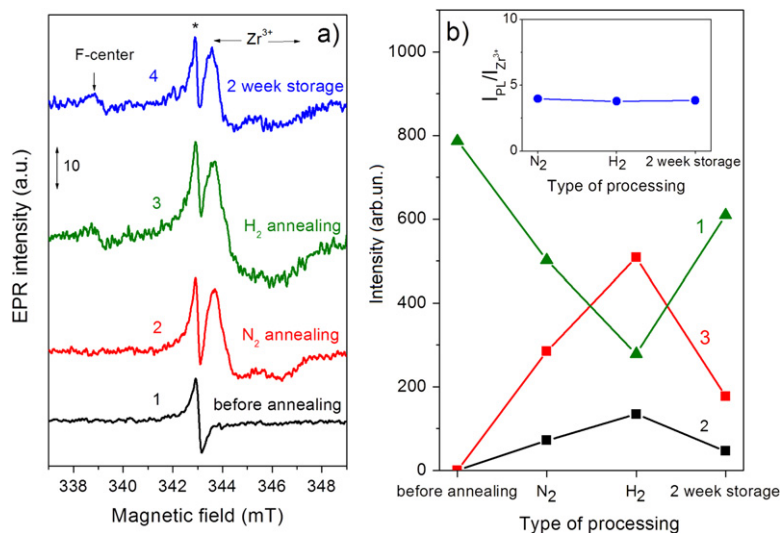 a)
F-center
*
Zr³⁺
4
2 week storage
10
3
H₂ annealing
2
N₂ annealing
1
before annealing
EPR intensity (a.u.)
338 340 342 344 346 348
Magnetic field (mT)
b)
1000
800
600
400
200
0
Intensity (arb.un.)
10
5
0
I_PL/I_Zr³⁺
N₂ H₂ 2 week storage
Type of processing
1
3
2
before annealing N₂ H₂ 2 week storage
Type of processing